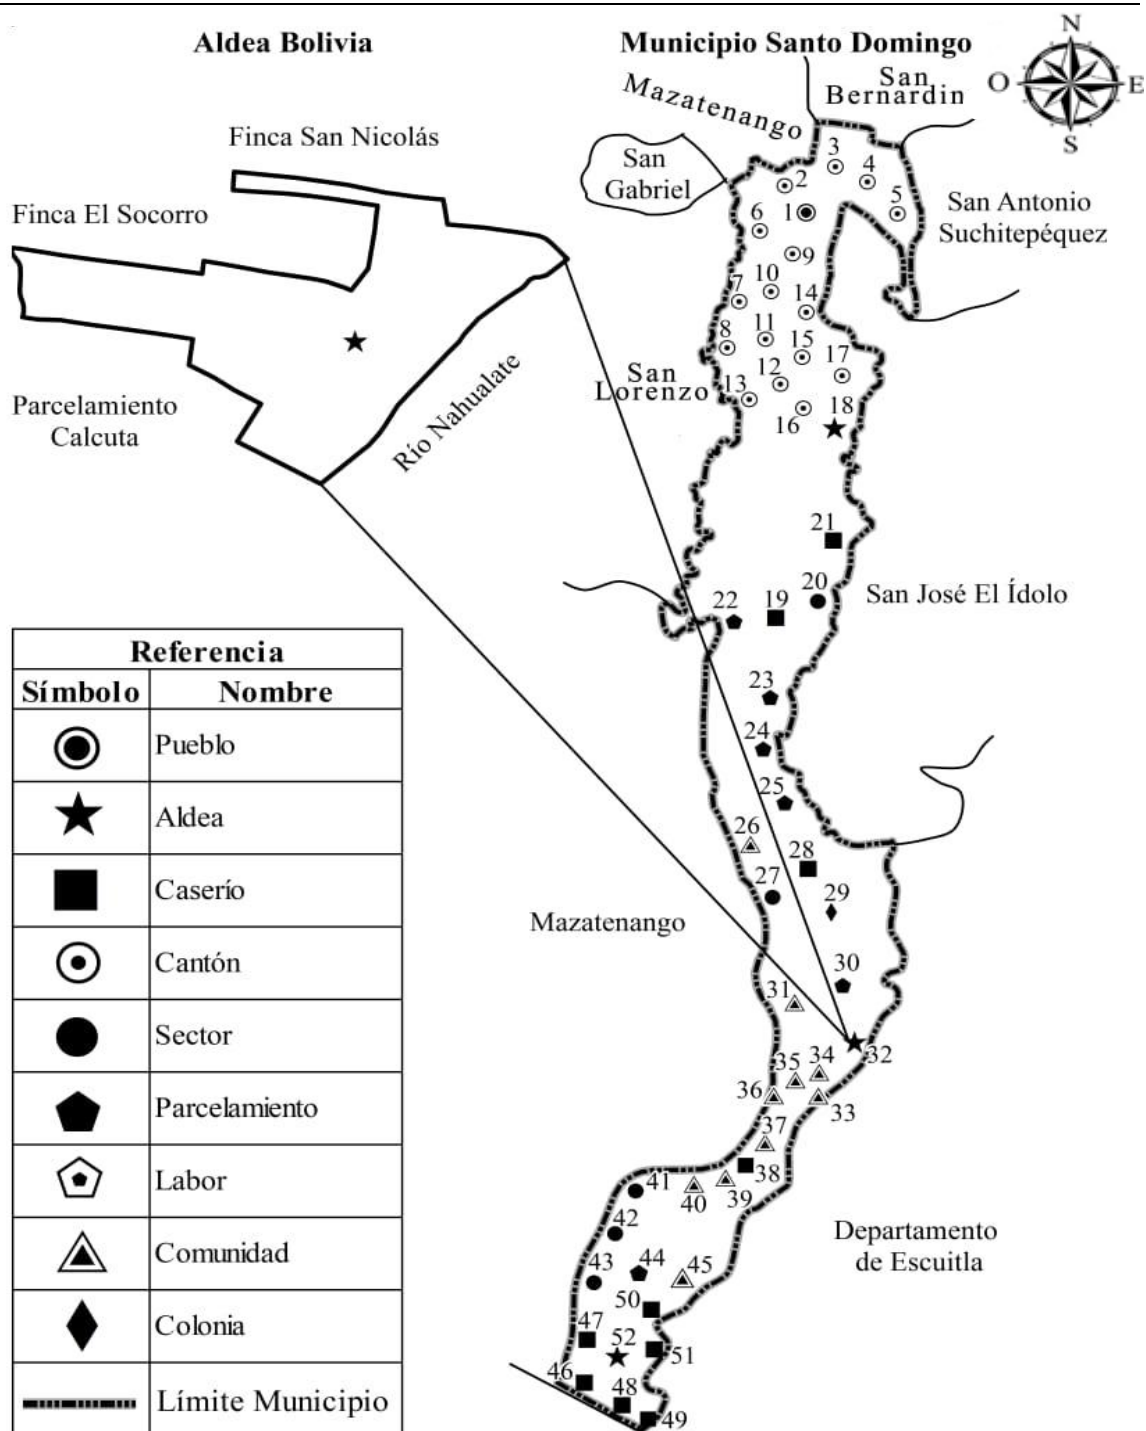 Aldea Bolivia
Finca San Nicolás
Finca El Socorro
Parcelamiento
Calcuta
Río Nahualate
Municipio Santo Domingo
N
O
E
S
Mazatenango
San
Bernardin
San
Gabriel
San Antonio
Suchitepéquez
San
Lorenzo
San José El Ídolo
Mazatenango
Departamento
de Escuitla
3
4
2
5
1
6
9
10
7
14
11
8
15
17
12
13
18
16
21
20
19
22
23
24
25
26
28
27
29
30
31
32
34
35
36
33
37
38
39
40
41
42
43
44
45
50
47
52
51
46
48
49
Referencia
Símbolo Nombre
Pueblo
Aldea
Caserío
Cantón
Sector
Parcelamiento
Labor
Comunidad
Colonia
Límite Municipio